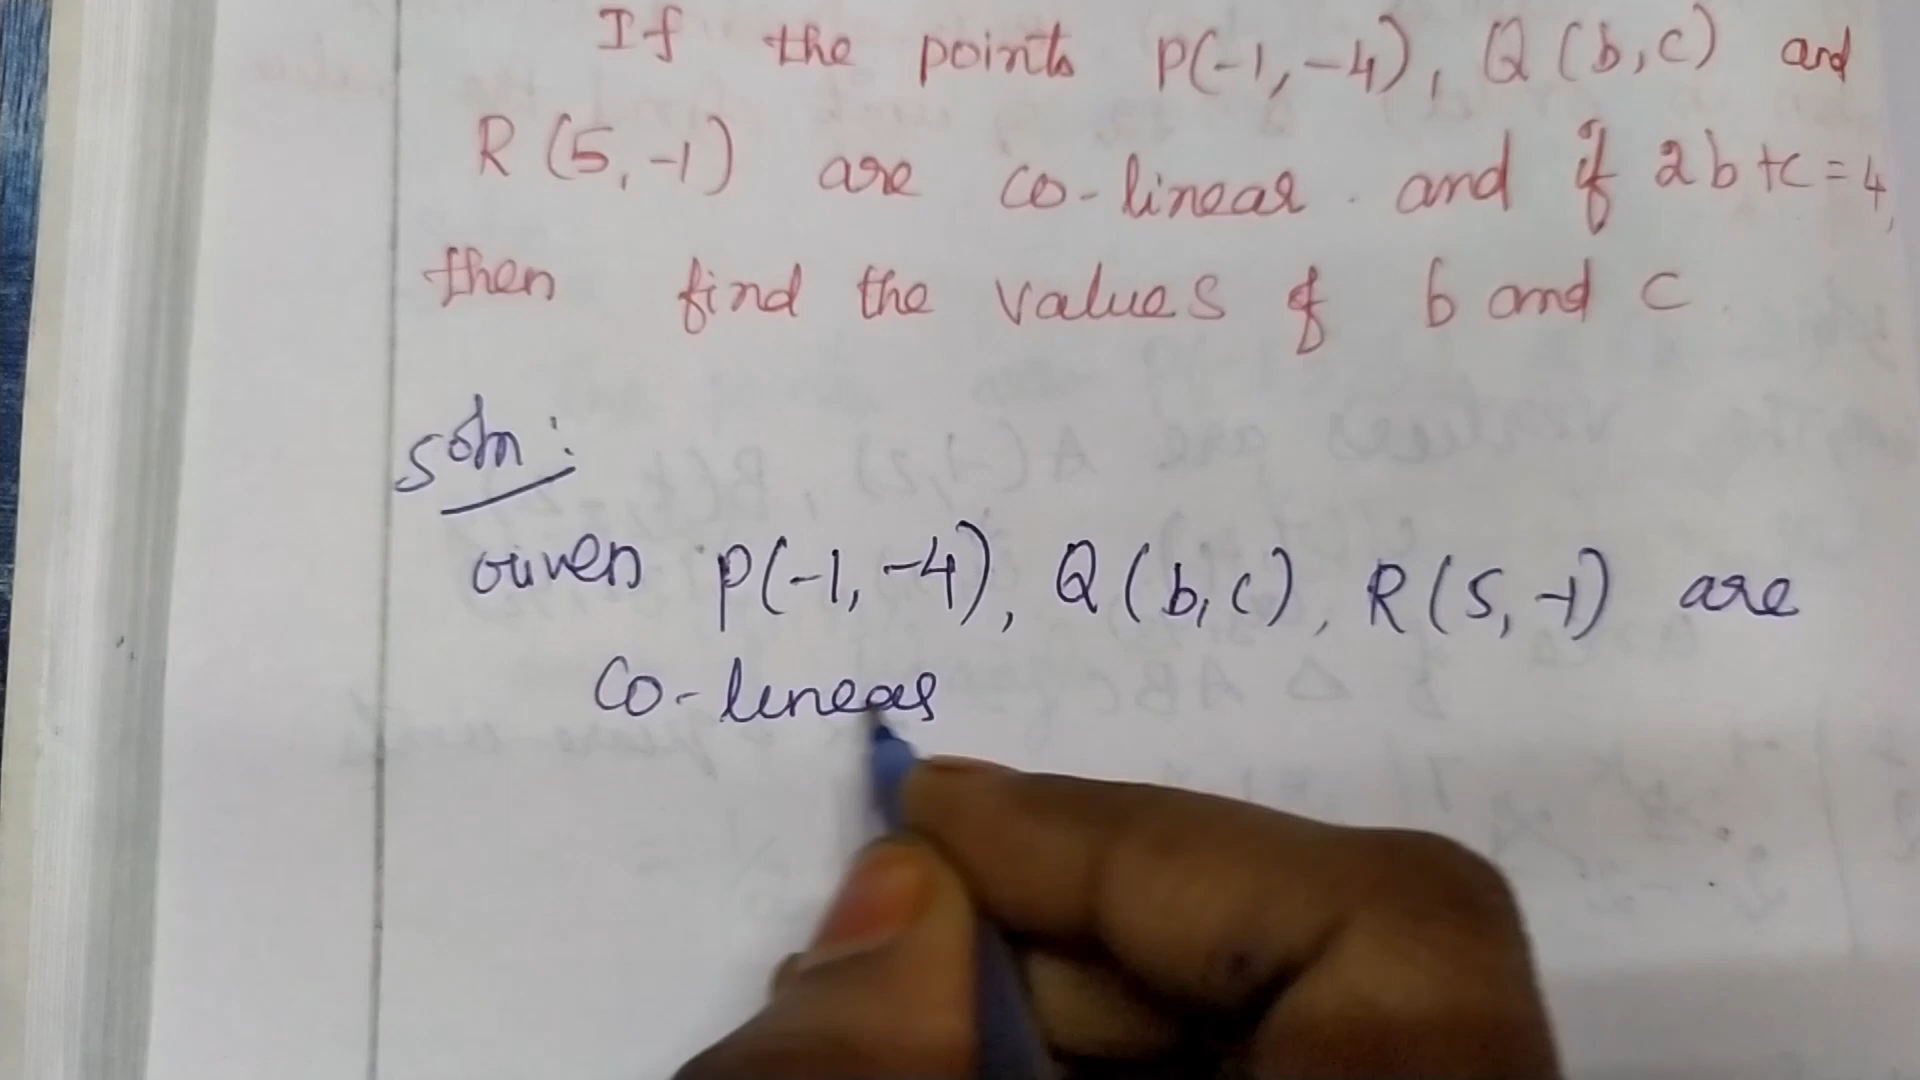 If the points P(-1,-4), Q(b,c) and
R(5,-1) are co-linear. and if 2b+c=4,
then find the values of b and c.
Soln:
Given P(-1,-4), Q(b,c), R(5,-1) are
Co-linear